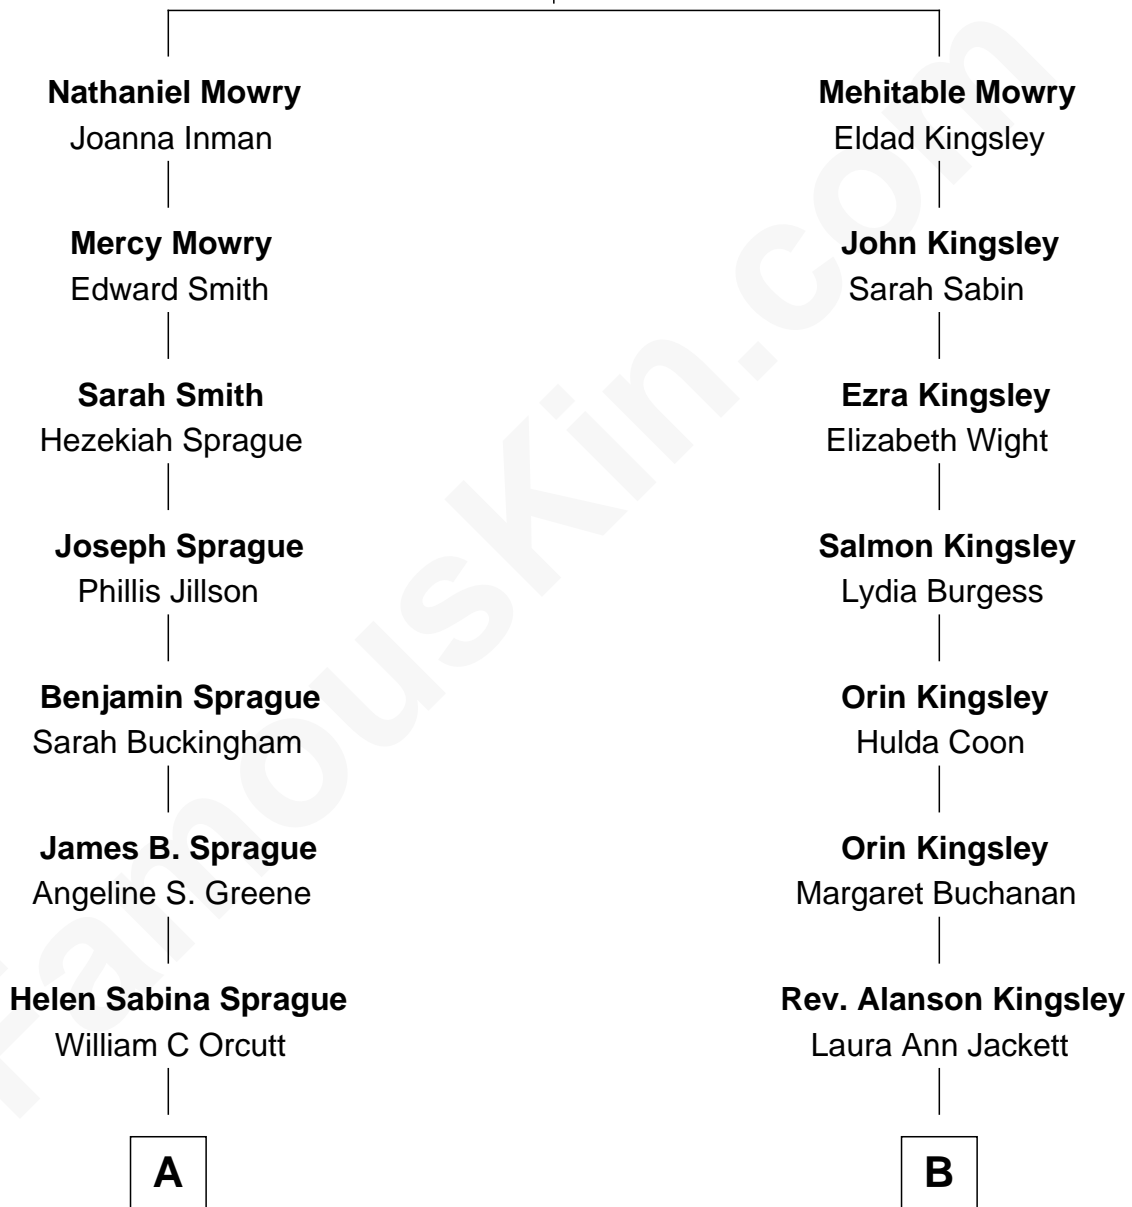 Nathaniel Mowry
Joanna Inman
Mercy Mowry
Edward Smith
Sarah Smith
Hezekiah Sprague
Joseph Sprague
Phillis Jillson
Benjamin Sprague
Sarah Buckingham
James B. Sprague
Angeline S. Greene
Helen Sabina Sprague
William C Orcutt
A
Mehitable Mowry
Eldad Kingsley
John Kingsley
Sarah Sabin
Ezra Kingsley
Elizabeth Wight
Salmon Kingsley
Lydia Burgess
Orin Kingsley
Hulda Coon
Orin Kingsley
Margaret Buchanan
Rev. Alanson Kingsley
Laura Ann Jackett
B
FamousKin.com